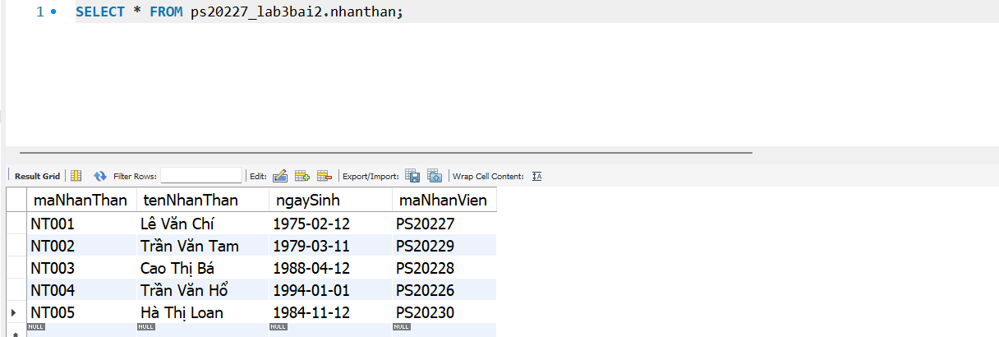 1 SELECT * FROM ps20227_lab3bai2.nhanthan;
Result Grid Filter Rows: Edit: Export/Import: Wrap Cell Content: IA
maNhanThan tenNhanThan ngaySinh maNhanVien
NT001 Lê Văn Chí 1975-02-12 PS20227
NT002 Trần Văn Tam 1979-03-11 PS20229
NT003 Cao Thị Bá 1988-04-12 PS20228
NT004 Trần Văn Hổ 1994-01-01 PS20226
NT005 Hà Thị Loan 1984-11-12 PS20230
NULL NULL NULL NULL